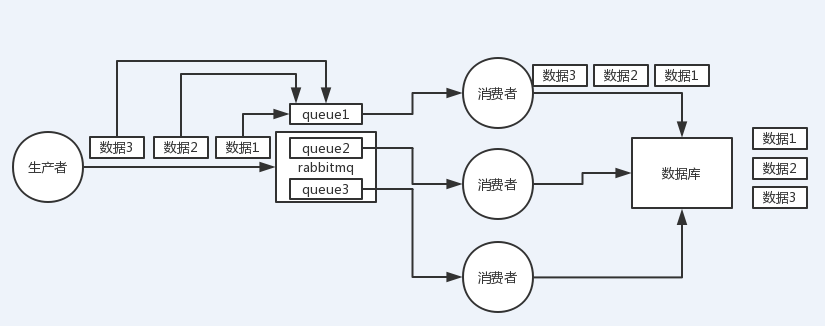 生产者
数据3
数据2
数据1
queue1
queue2
rabbitmq
queue3
消费者
数据3
数据2
数据1
消费者
消费者
数据库
数据1
数据2
数据3